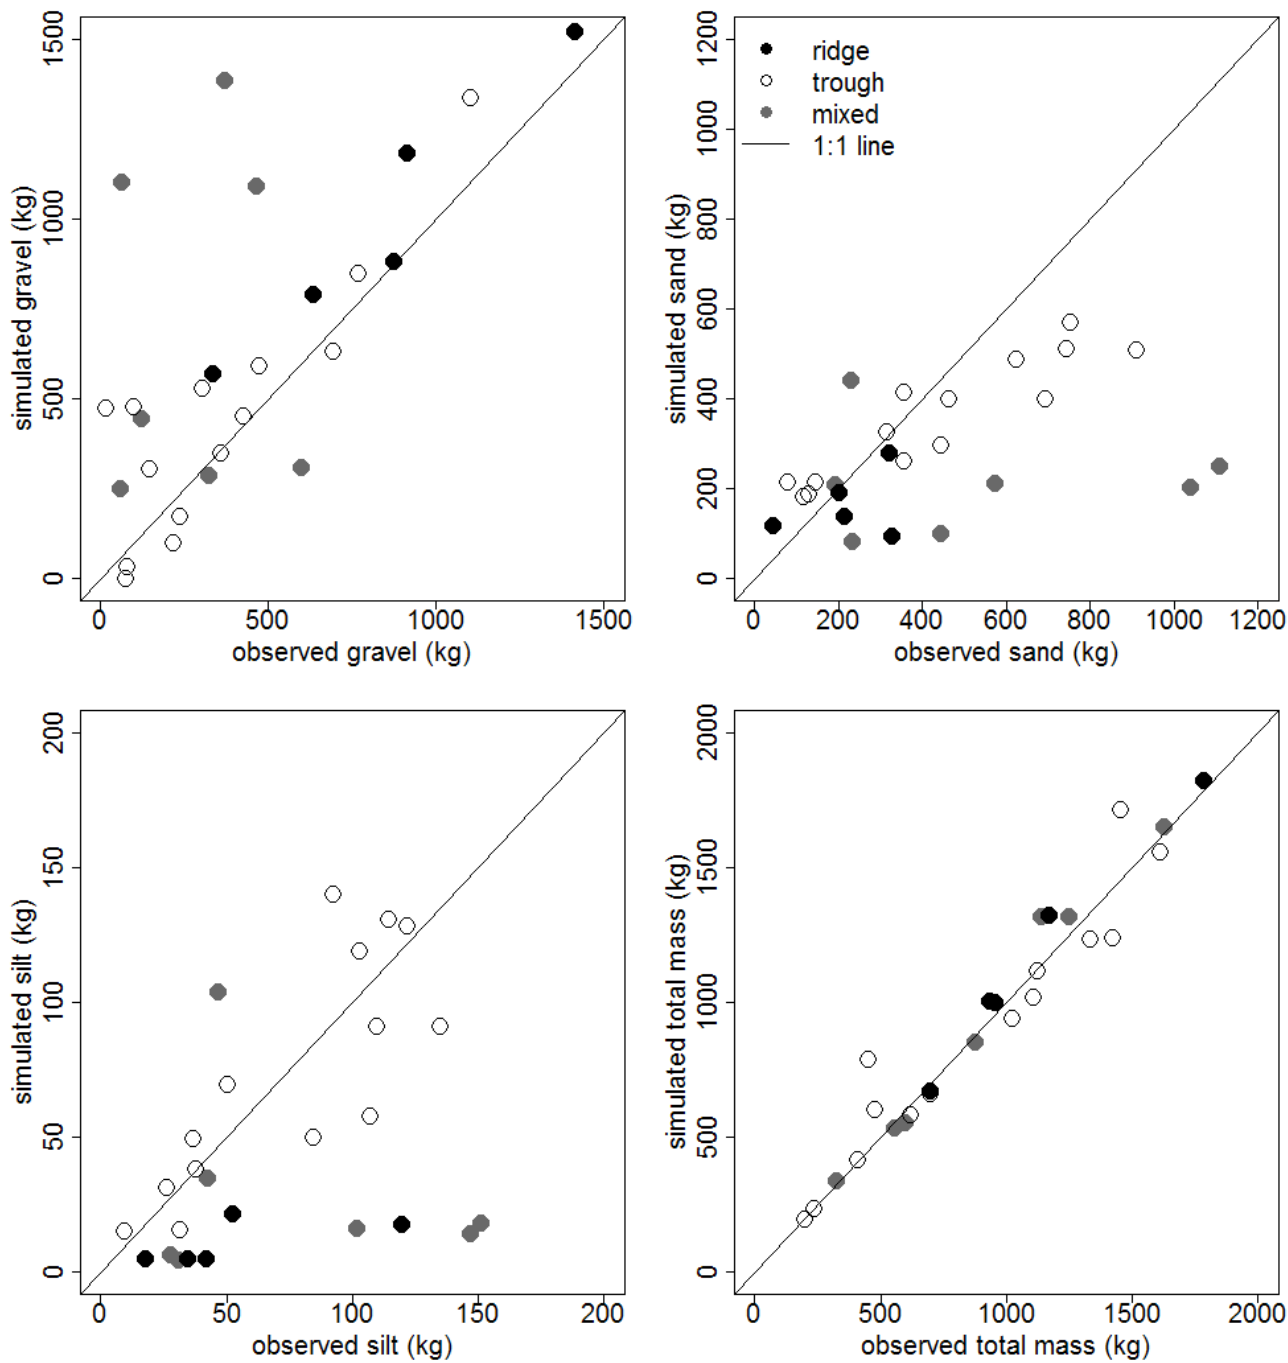 simulated gravel (kg)
1500
1000
500
0
0 500 1000 1500
observed gravel (kg)
simulated sand (kg)
1200
1000
800
600
400
200
0
ridge
trough
mixed
1:1 line
0 200 400 600 800 1000 1200
observed sand (kg)
simulated silt (kg)
200
150
100
50
0
0 50 100 150 200
observed silt (kg)
simulated total mass (kg)
2000
1500
1000
500
0
0 500 1000 1500 2000
observed total mass (kg)